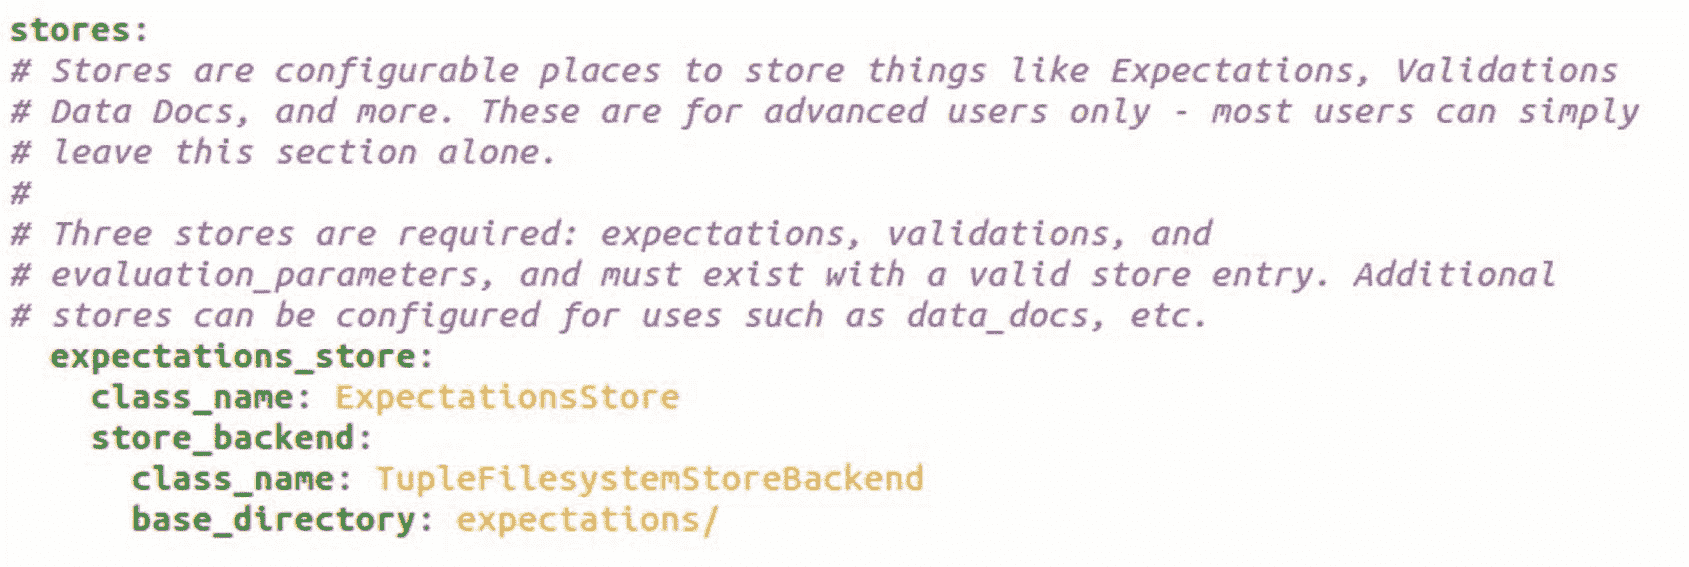 stores:
# Stores are configurable places to store things like Expectations, Validations
# Data Docs, and more. These are for advanced users only - most users can simply
# leave this section alone.
#
# Three stores are required: expectations, validations, and
# evaluation_parameters, and must exist with a valid store entry. Additional
# stores can be configured for uses such as data_docs, etc.
  expectations_store:
    class_name: ExpectationsStore
    store_backend:
      class_name: TupleFilesystemStoreBackend
      base_directory: expectations/